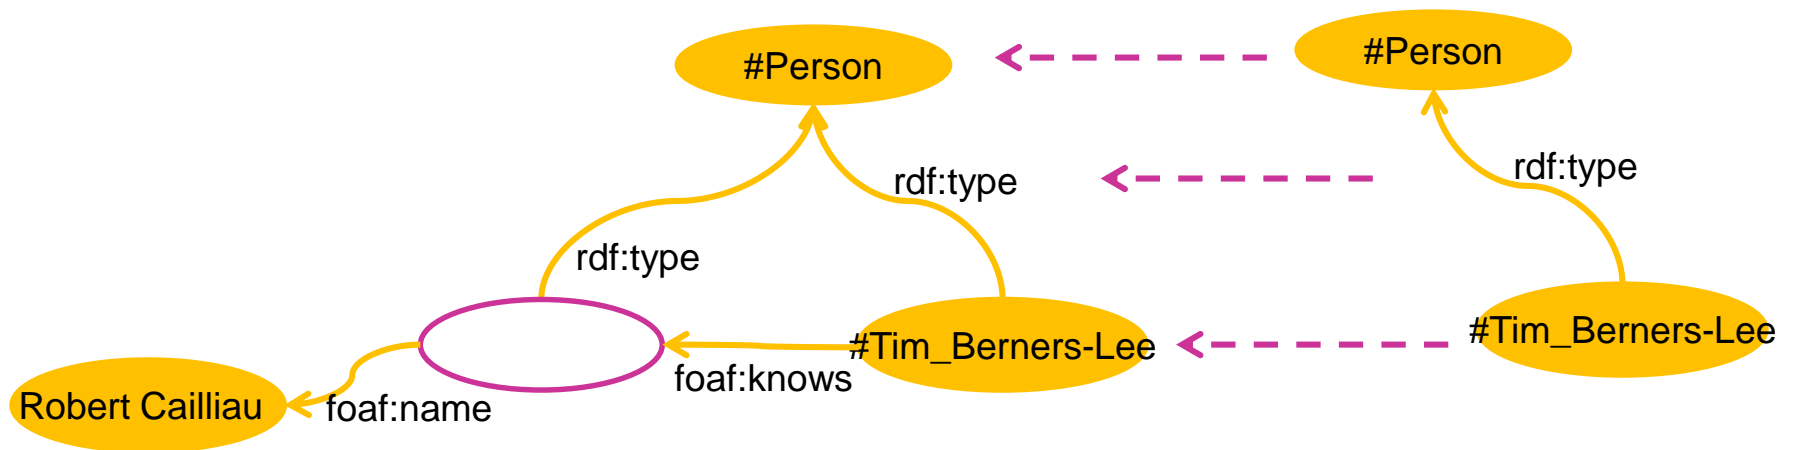 #Person
#Person
rdf:type
rdf:type
rdf:type
#Tim_Berners-Lee
#Tim_Berners-Lee
foaf:knows
Robert Cailliau
foaf:name